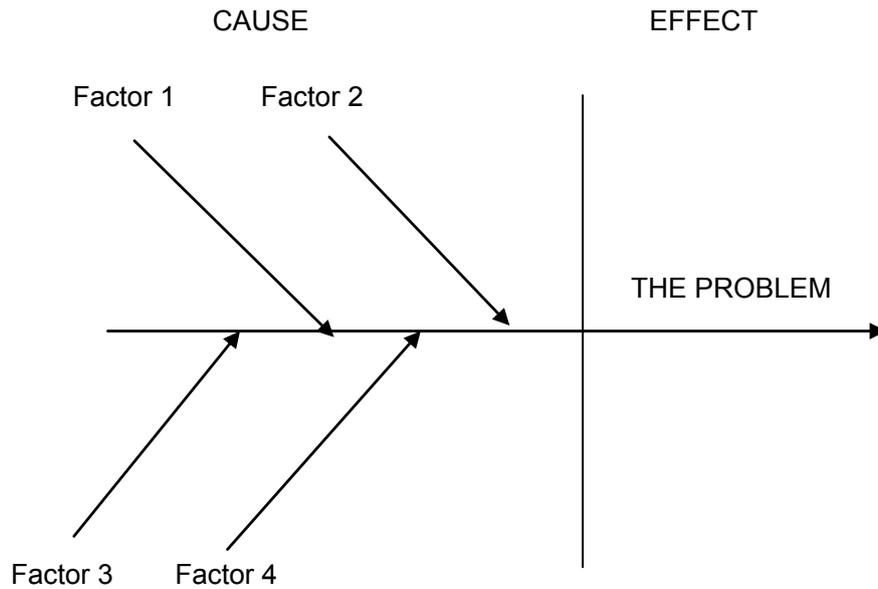 CAUSE EFFECT
Factor 1 Factor 2
THE PROBLEM
Factor 3 Factor 4